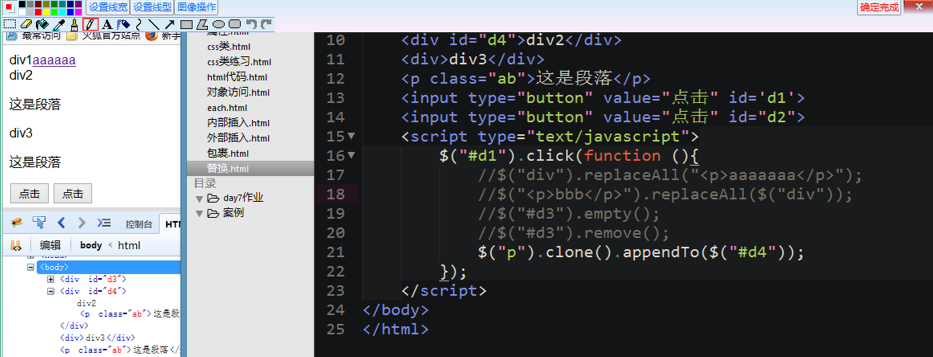 设置线宽 设置线型 图像操作 确定完成
最常访问 火狐官方站点 新手
div1aaaaaa
div2
这是段落
div3
这是段落
点击 点击
控制台 HT
编辑 body < html
<body>
<div id="d3">
<div id="d4">
div2
<p class="ab">这是段
</div>
<div>div3</div>
<p class="ab">这是段落</
css类.html
css类练习.html
html代码.html
对象访问.html
each.html
内部插入.html
外部插入.html
包裹.html
替换.html
目录
day7作业
案例
10 <div id="d4">div2</div>
11 <div>div3</div>
12 <p class="ab">这是段落</p>
13 <input type="button" value="点击" id='d1'>
14 <input type="button" value="点击" id="d2">
15 <script type="text/javascript">
16 $("#d1").click(function (){
17 //$("div").replaceAll("<p>aaaaaaa</p>");
18 //$("<p>bbb</p>").replaceAll($("div"));
19 //$("#d3").empty();
20 //$("#d3").remove();
21 $("p").clone().appendTo($("#d4"));
22 });
23 </script>
24 </body>
25 </html>